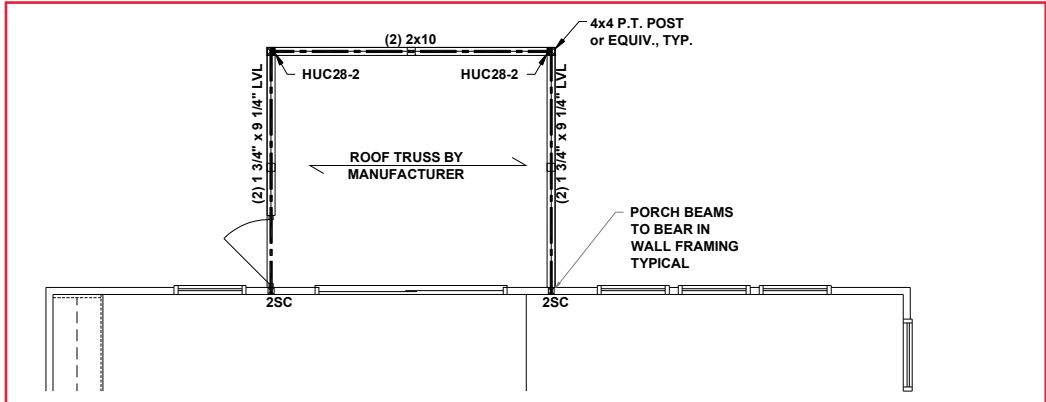 4x4 P.T. POST
or EQUIV., TYP.
(2) 2x10
HUC28-2
HUC28-2
(2) 1 3/4" x 9 1/4" LVL
(2) 1 3/4" x 9 1/4" LVL
ROOF TRUSS BY
MANUFACTURER
PORCH BEAMS
TO BEAR IN
WALL FRAMING
TYPICAL
2SC
2SC